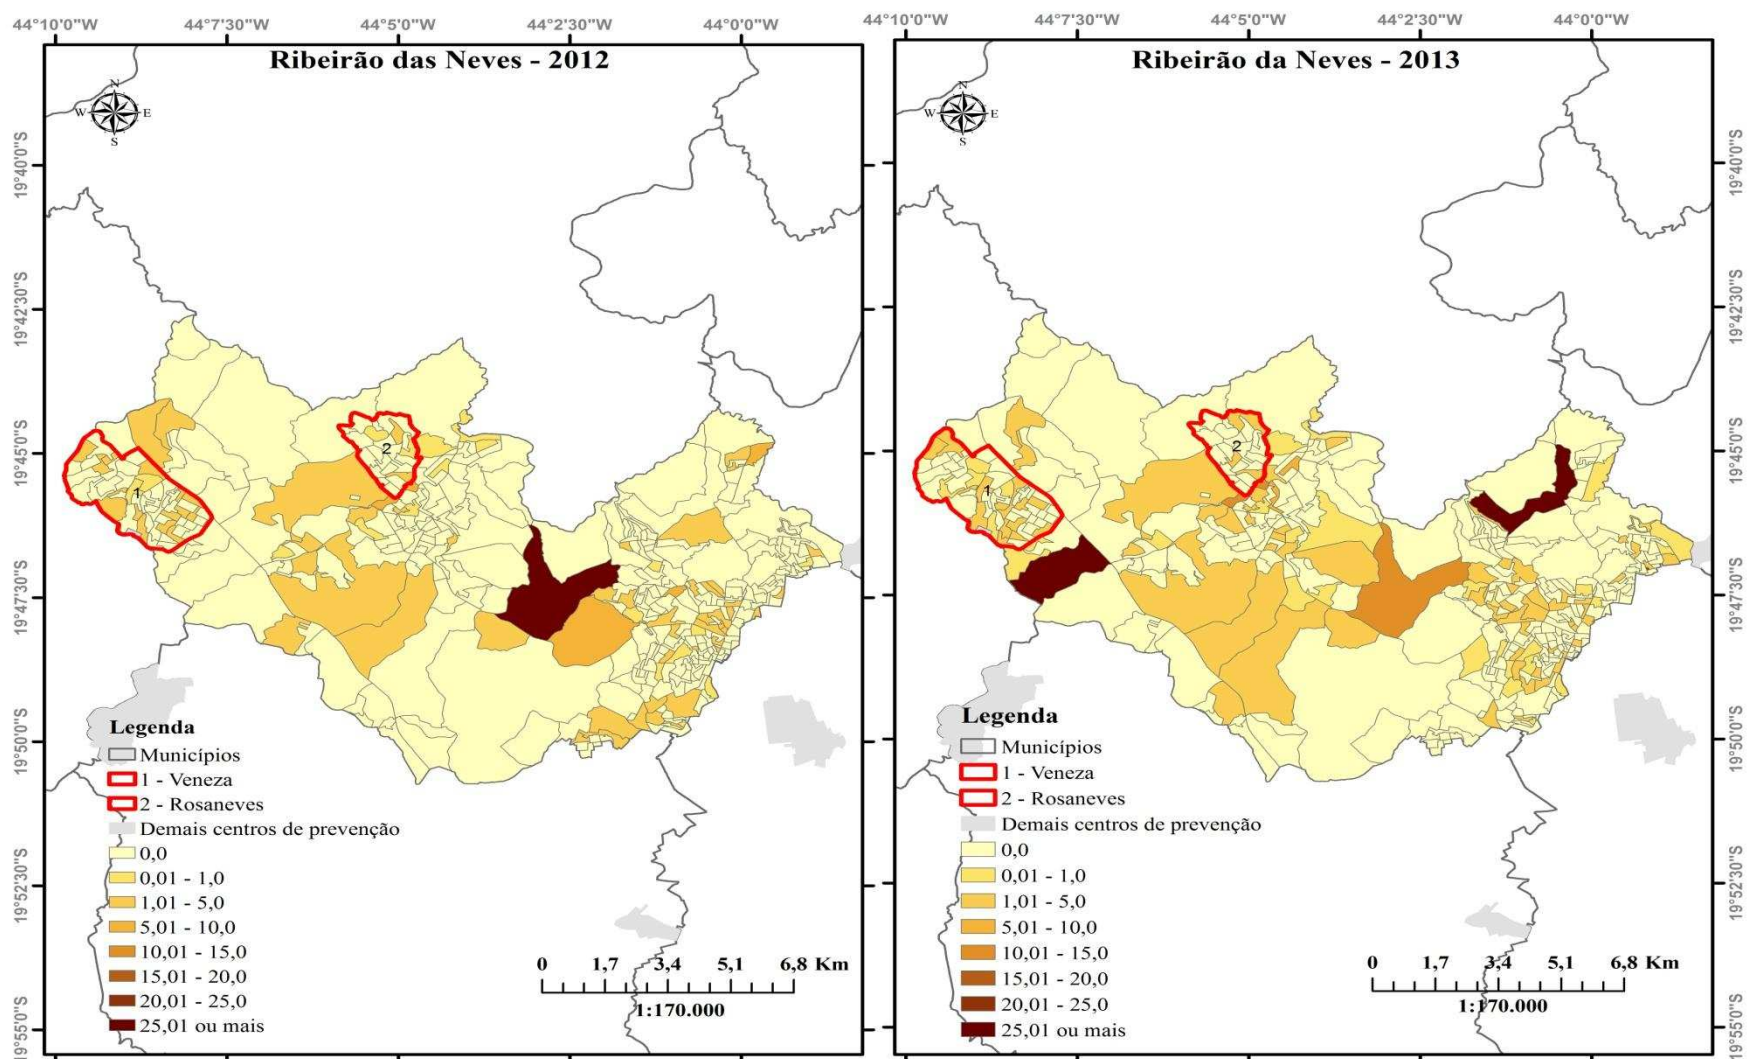 44°10'0"W 44°7'30"W 44°5'0"W 44°2'30"W 44°0'0"W
Ribeirão das Neves - 2012
N
W E
S
19°40'0"S
19°42'30"S
19°45'0"S
19°47'30"S
19°50'0"S
19°52'30"S
19°55'0"S
1
2
Legenda
Municípios
1 - Veneza
2 - Rosaneves
Demais centros de prevenção
0,0
0,01 - 1,0
1,01 - 5,0
5,01 - 10,0
10,01 - 15,0
15,01 - 20,0
20,01 - 25,0
25,01 ou mais
0 1,7 3,4 5,1 6,8 Km
1:170.000
44°10'0"W 44°7'30"W 44°5'0"W 44°2'30"W 44°0'0"W
Ribeirão da Neves - 2013
N
W E
S
19°40'0"S
19°42'30"S
19°45'0"S
19°47'30"S
19°50'0"S
19°52'30"S
19°55'0"S
1
2
Legenda
Municípios
1 - Veneza
2 - Rosaneves
Demais centros de prevenção
0,0
0,01 - 1,0
1,01 - 5,0
5,01 - 10,0
10,01 - 15,0
15,01 - 20,0
20,01 - 25,0
25,01 ou mais
0 1,7 3,4 5,1 6,8 Km
1:170.000